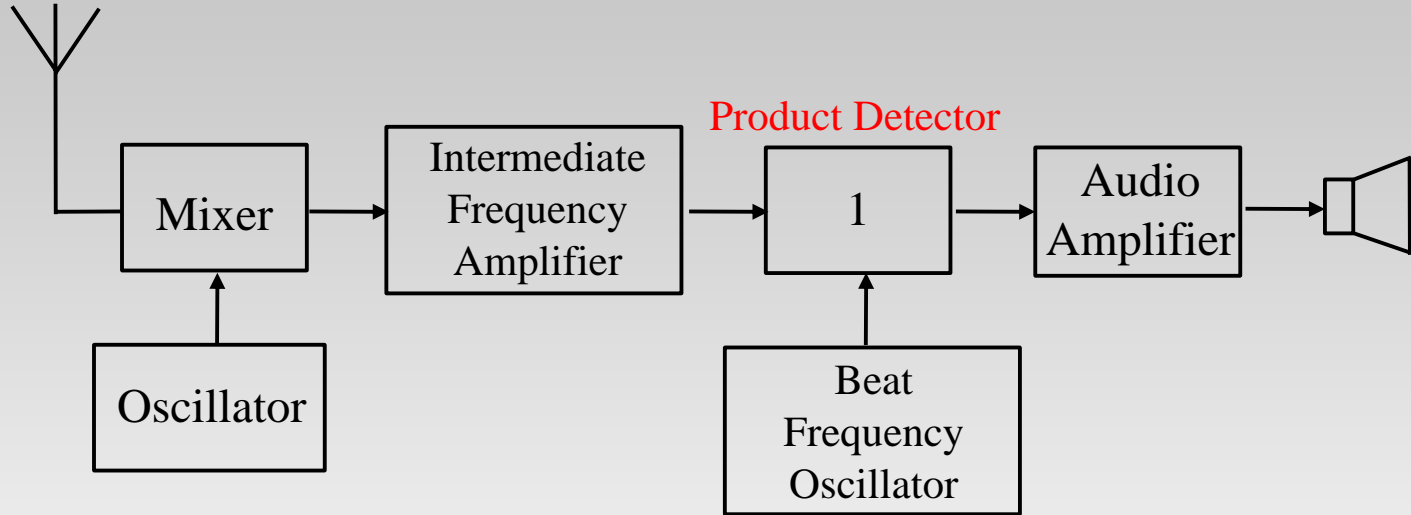 Product Detector
Mixer
Intermediate
Frequency
Amplifier
1
Audio
Amplifier
Oscillator
Beat
Frequency
Oscillator